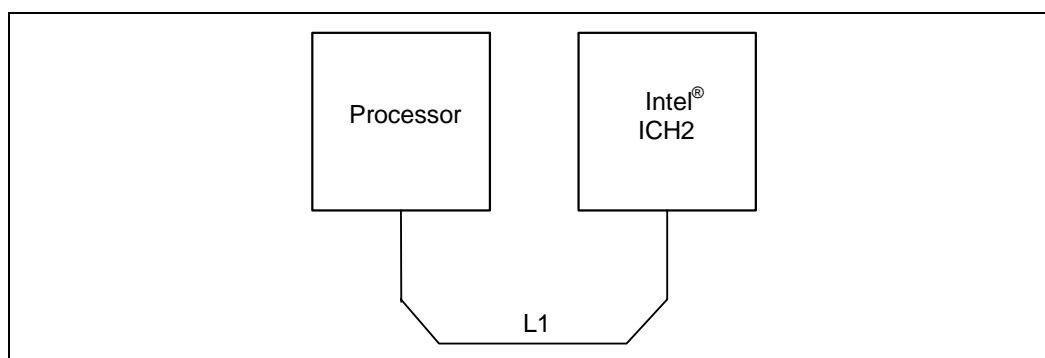 Processor
Intel®
ICH2
L1